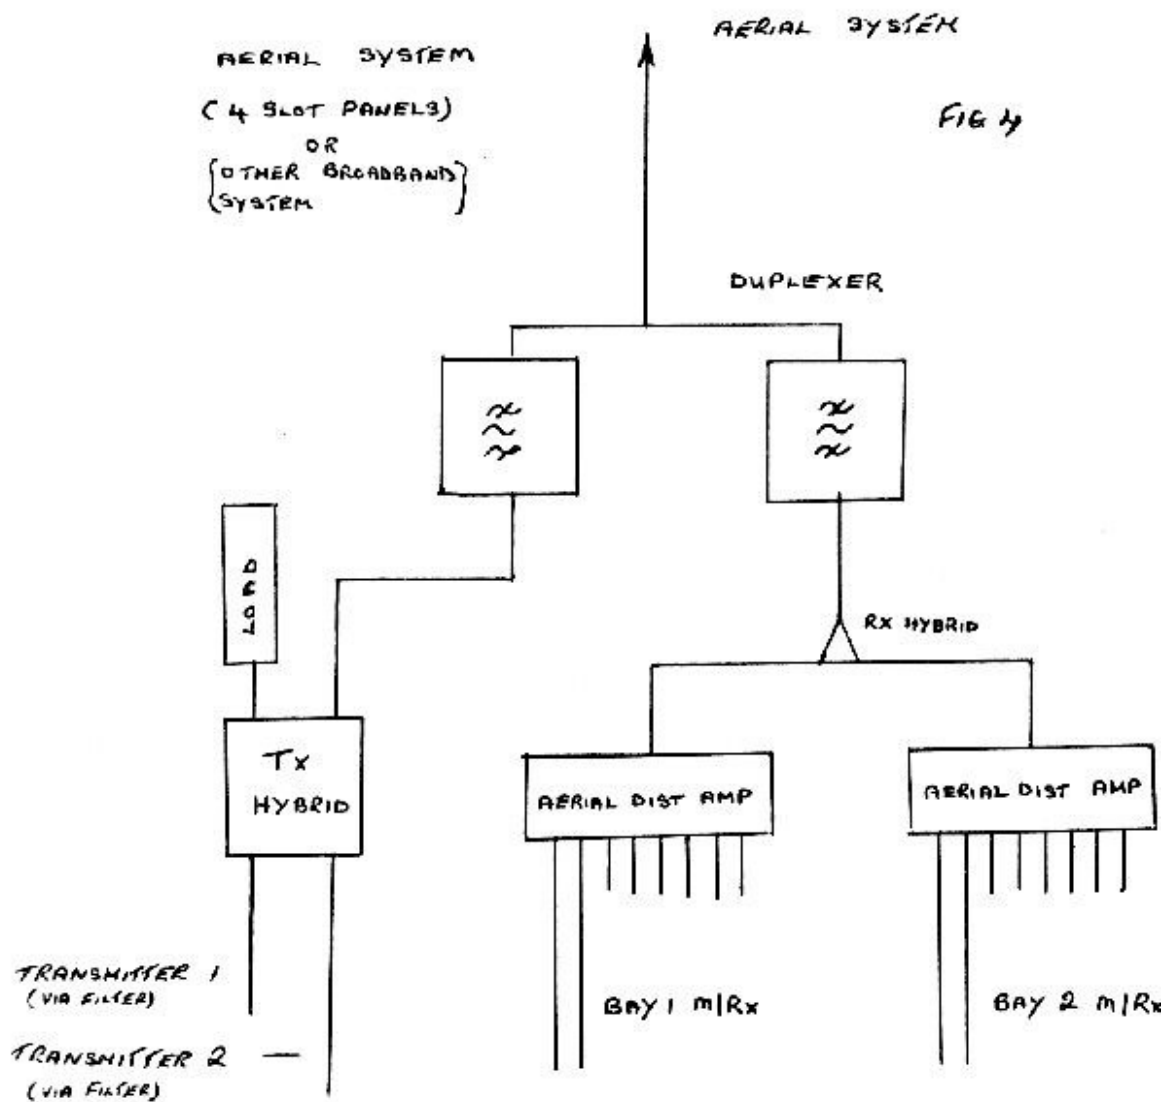 AERIAL SYSTEM
AERIAL SYSTEM
(4 SLOT PANELS)
OR
{OTHER BROADBAND}
{SYSTEM}
FIG 4
DUPLEXER
LOAD
RX HYBRID
TX
HYBRID
AERIAL DIST AMP
AERIAL DIST AMP
TRANSMITTER 1
(VIA FILTER)
BAY 1 M/Rx
BAY 2 M/Rx
TRANSMITTER 2 —
(VIA FILTER)